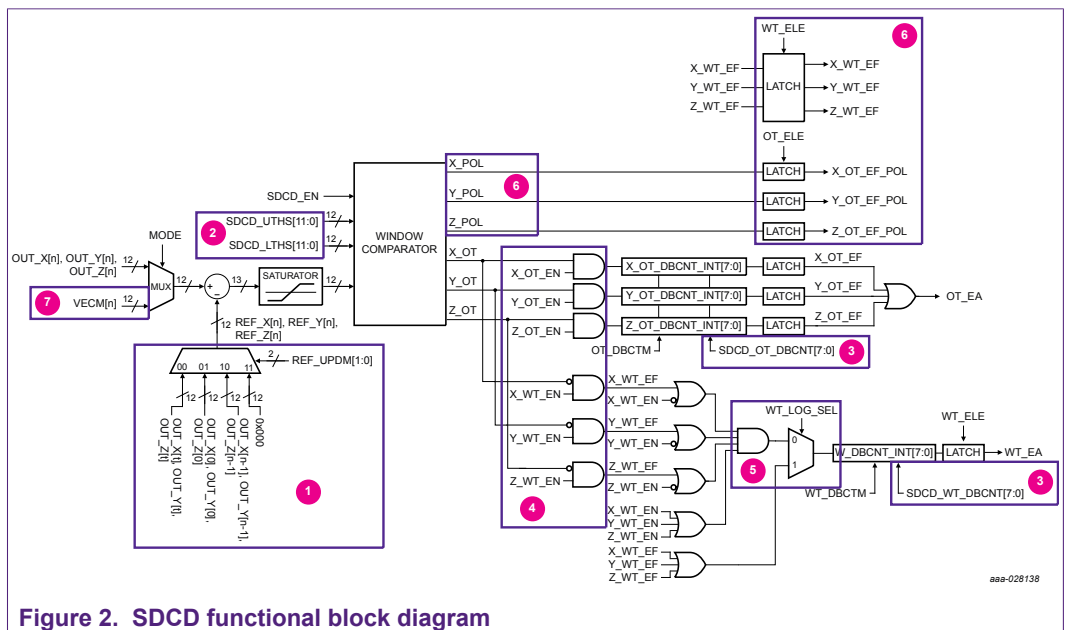 WT_ELE
6
X_WT_EF
Y_WT_EF
Z_WT_EF
LATCH
X_WT_EF
Y_WT_EF
Z_WT_EF
OT_ELE
X_POL
LATCH
X_OT_EF_POL
6
Y_POL
LATCH
Y_OT_EF_POL
Z_POL
LATCH
Z_OT_EF_POL
SDCD_EN
2
SDCD_UTHS[11:0]
12
SDCD_LTHS[11:0]
12
WINDOW
COMPARATOR
MODE
OUT_X[n], OUT_Y[n],
OUT_Z[n]
12
7
VECM[n]
12
MUX
12
+
−
13
SATURATOR
12
12
REF_X[n], REF_Y[n],
REF_Z[n]
00
01
10
11
2
REF_UPDM[1:0]
12
12
12
12
OUT_X[t], OUT_Y[t],
OUT_Z[t]
OUT_X[0], OUT_Y[0],
OUT_Z[0]
OUT_X[n-1], OUT_Y[n-1],
OUT_Z[n-1]
0x000
1
X_OT
Y_OT
Z_OT
X_OT_EN
Y_OT_EN
Z_OT_EN
X_OT_DBCNT_INT[7:0]
LATCH
X_OT_EF
Y_OT_DBCNT_INT[7:0]
LATCH
Y_OT_EF
Z_OT_DBCNT_INT[7:0]
LATCH
Z_OT_EF
OT_EA
OT_DBCTM
SDCD_OT_DBCNT[7:0]
3
X_WT_EN
Y_WT_EN
Z_WT_EN
4
X_WT_EF
X_WT_EN
Y_WT_EF
Y_WT_EN
Z_WT_EF
Z_WT_EN
X_WT_EN
Y_WT_EN
Z_WT_EN
X_WT_EF
Y_WT_EF
Z_WT_EF
WT_LOG_SEL
0
1
5
W_DBCNT_INT[7:0]
WT_ELE
LATCH
WT_EA
WT_DBCTM
SDCD_WT_DBCNT[7:0]
3
aaa-028138
Figure 2. SDCD functional block diagram